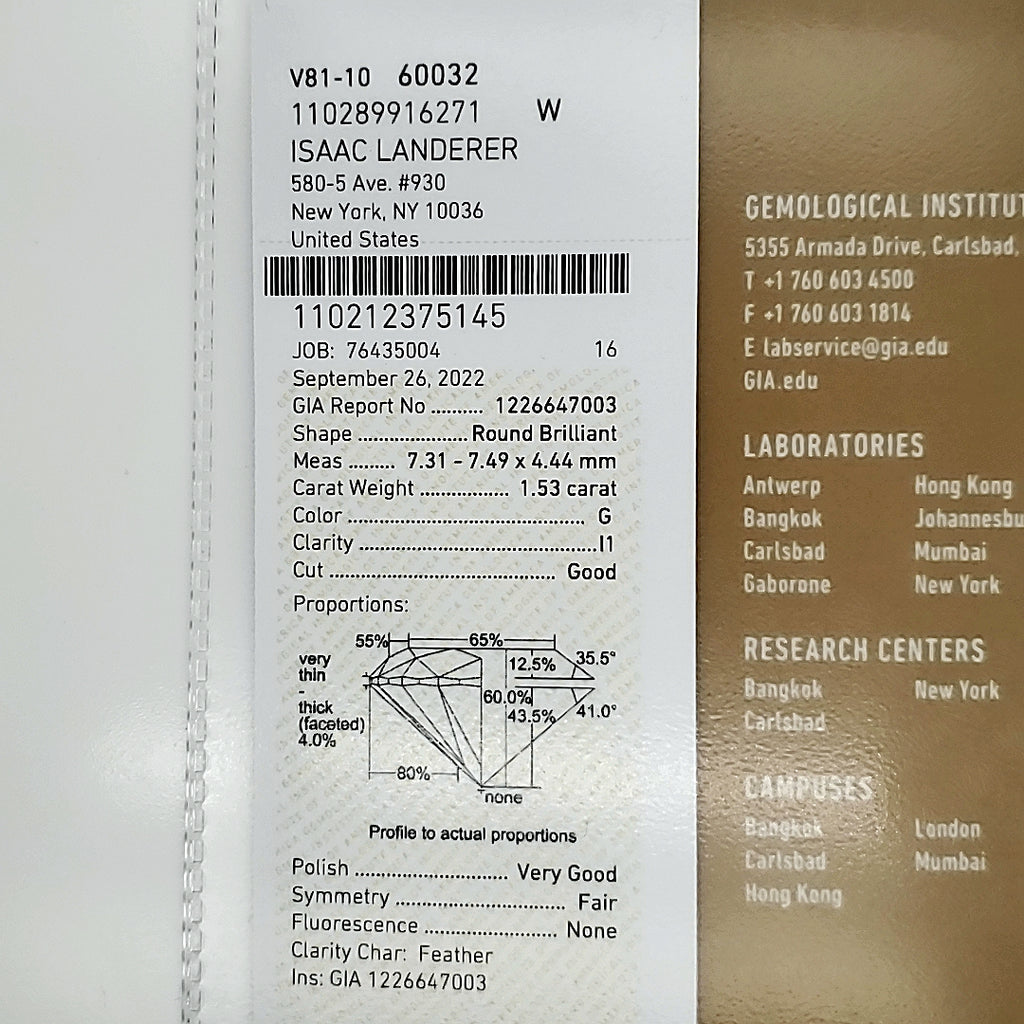 V81-10 60032
110289916271 W
ISAAC LANDERER
580-5 Ave. #930
New York, NY 10036
United States
110212375145
JOB: 76435004 16
September 26, 2022
GIA Report No .......... 1226647003
Shape ...................... Round Brilliant
Meas ......... 7.31 - 7.49 x 4.44 mm
Carat Weight ................. 1.53 carat
Color ............................................. G
Clarity .............................................. I1
Cut ........................................... Good
Proportions:
55% 65%
very
thin
-
thick
(faceted)
4.0%
12.5% 35.5°
60.0%
43.5% 41.0°
80%
none
Profile to actual proportions
Polish ............................. Very Good
Symmetry ................................ Fair
Fluorescence ......................... None
Clarity Char: Feather
Ins: GIA 1226647003
GEMOLOGICAL INSTITUT
5355 Armada Drive, Carlsbad,
T +1 760 603 4500
F +1 760 603 1814
E labservice@gia.edu
GIA.edu
LABORATORIES
Antwerp Hong Kong
Bangkok Johannesbu
Carlsbad Mumbai
Gaborone New York
RESEARCH CENTERS
Bangkok New York
Carlsbad
CAMPUSES
Bangkok London
Carlsbad Mumbai
Hong Kong